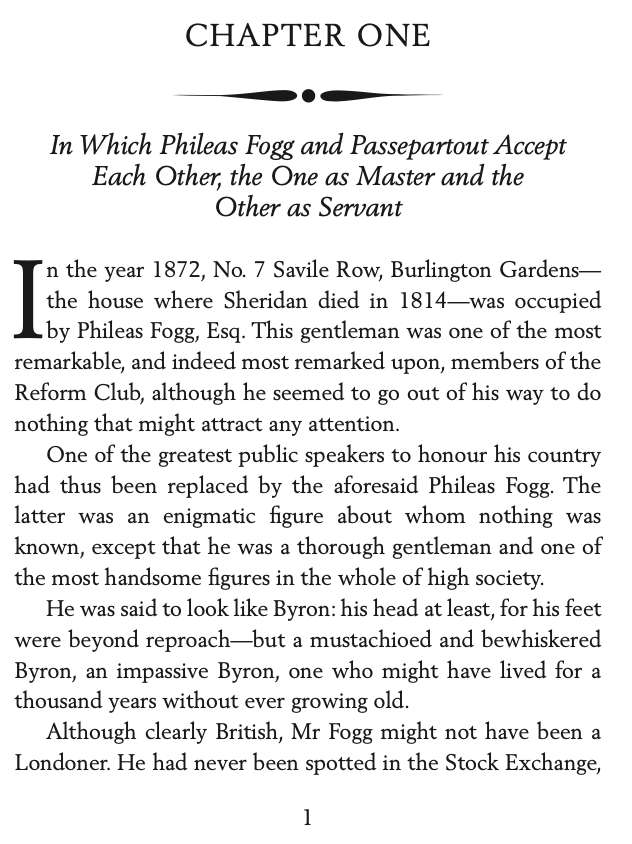 CHAPTER ONE
In Which Phileas Fogg and Passepartout Accept
Each Other, the One as Master and the
Other as Servant
In the year 1872, No. 7 Savile Row, Burlington Gardens—
the house where Sheridan died in 1814—was occupied
by Phileas Fogg, Esq. This gentleman was one of the most
remarkable, and indeed most remarked upon, members of the
Reform Club, although he seemed to go out of his way to do
nothing that might attract any attention.
One of the greatest public speakers to honour his country
had thus been replaced by the aforesaid Phileas Fogg. The
latter was an enigmatic figure about whom nothing was
known, except that he was a thorough gentleman and one of
the most handsome figures in the whole of high society.
He was said to look like Byron: his head at least, for his feet
were beyond reproach—but a mustachioed and bewhiskered
Byron, an impassive Byron, one who might have lived for a
thousand years without ever growing old.
Although clearly British, Mr Fogg might not have been a
Londoner. He had never been spotted in the Stock Exchange,
1